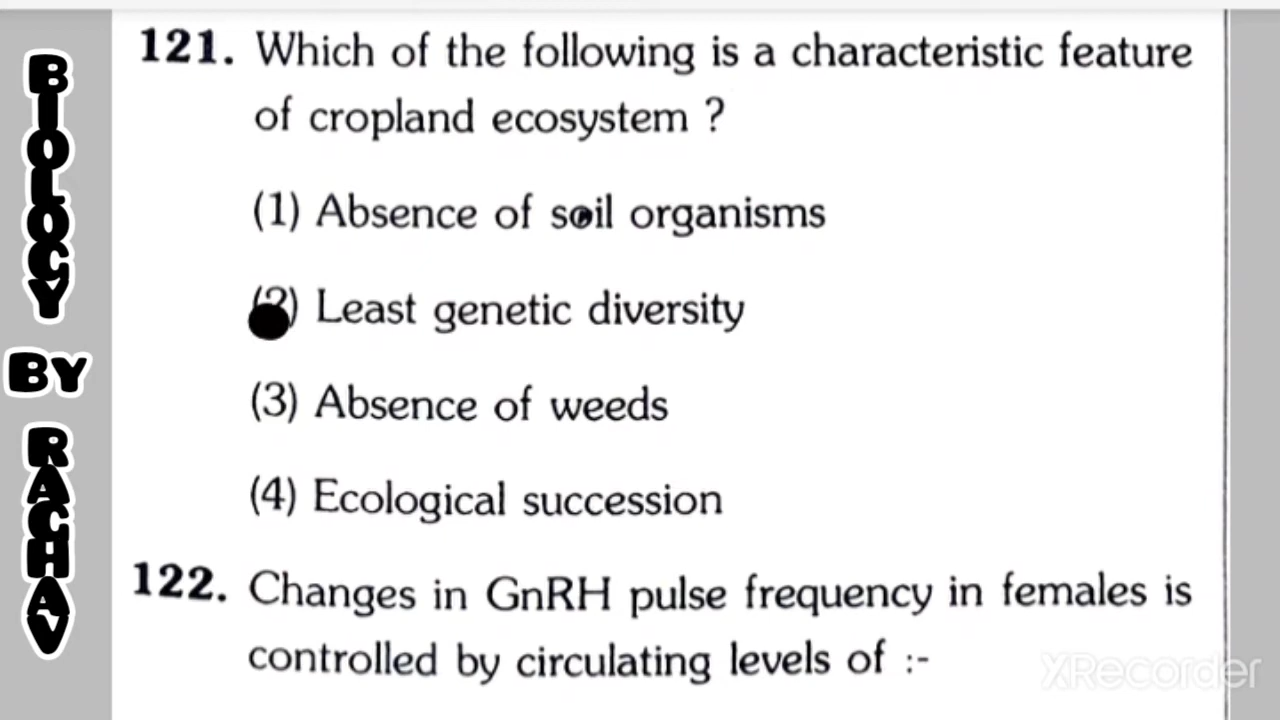 BIOLOGY
BY
RAGHAV
121. Which of the following is a characteristic feature
of cropland ecosystem ?
(1) Absence of soil organisms
(2) Least genetic diversity
(3) Absence of weeds
(4) Ecological succession
122. Changes in GnRH pulse frequency in females is
controlled by circulating levels of :-
XRecorder